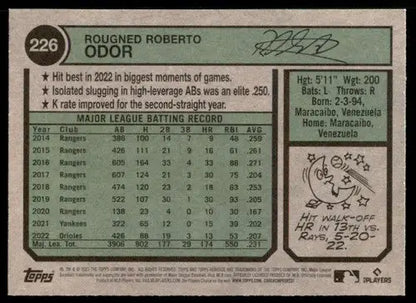 226
ROUGNED ROBERTO
ODOR
★ Hit best in 2022 in biggest moments of games.
★ Isolated slugging in high-leverage ABs was an elite .250.
★ K rate improved for the second-straight year.
Hgt: 5'11" Wgt: 200
Bats: L Throws: R
Born: 2-3-94,
Maracaibo, Venezuela
Home: Maracaibo,
Venezuela
MAJOR LEAGUE BATTING RECORD
Year Club AB H 2B 3B HR RBI AVG
2014 Rangers 386 100 14 7 9 48 .259
2015 Rangers 426 111 21 9 16 61 .261
2016 Rangers 605 164 33 4 33 88 .271
2017 Rangers 607 124 21 3 30 75 .204
2018 Rangers 474 120 23 2 18 63 .253
2019 Rangers 522 107 30 1 30 93 .205
2020 Rangers 138 23 4 0 10 30 .167
2021 Yankees 322 65 12 0 15 39 .202
2022 Orioles 426 88 19 3 13 53 .207
Maj. Lea. Tot. 3906 802 177 29 174 550 .231
HIT WALK-OFF
HR IN 13TH VS.
RAYS, 5-20-
22.
Topps
PLAYERS